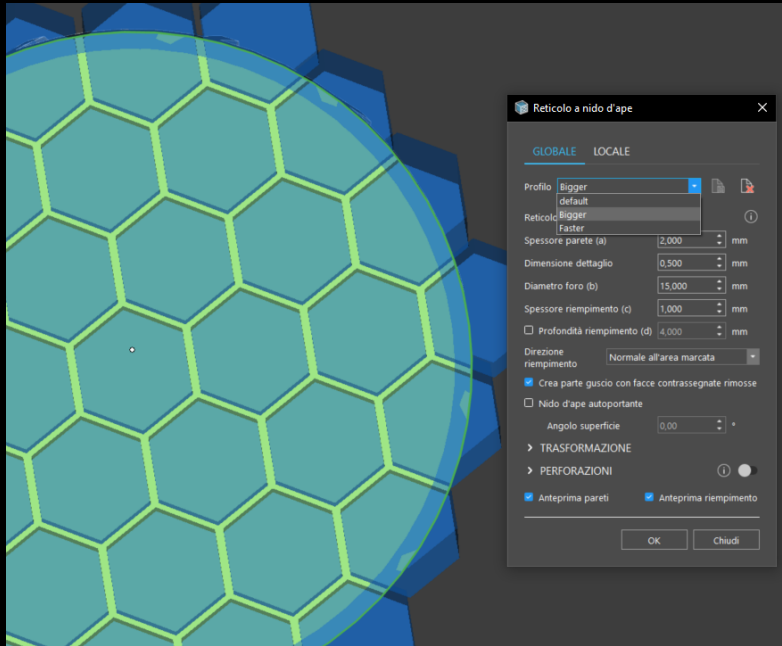 Reticolo a nido d'ape
GLOBALE LOCALE
Profilo Bigger
default
Bigger
Faster
Reticolo
Spessore parete (a) 2,000 mm
Dimensione dettaglio 0,500 mm
Diametro foro (b) 15,000 mm
Spessore riempimento (c) 1,000 mm
Profondità riempimento (d) 4,000 mm
Direzione
riempimento Normale all'area marcata
Crea parte guscio con facce contrassegnate rimosse
Nido d'ape autoportante
Angolo superficie 0,00 °
TRASFORMAZIONE
PERFORAZIONI
Anteprima pareti Anteprima riempimento
OK Chiudi